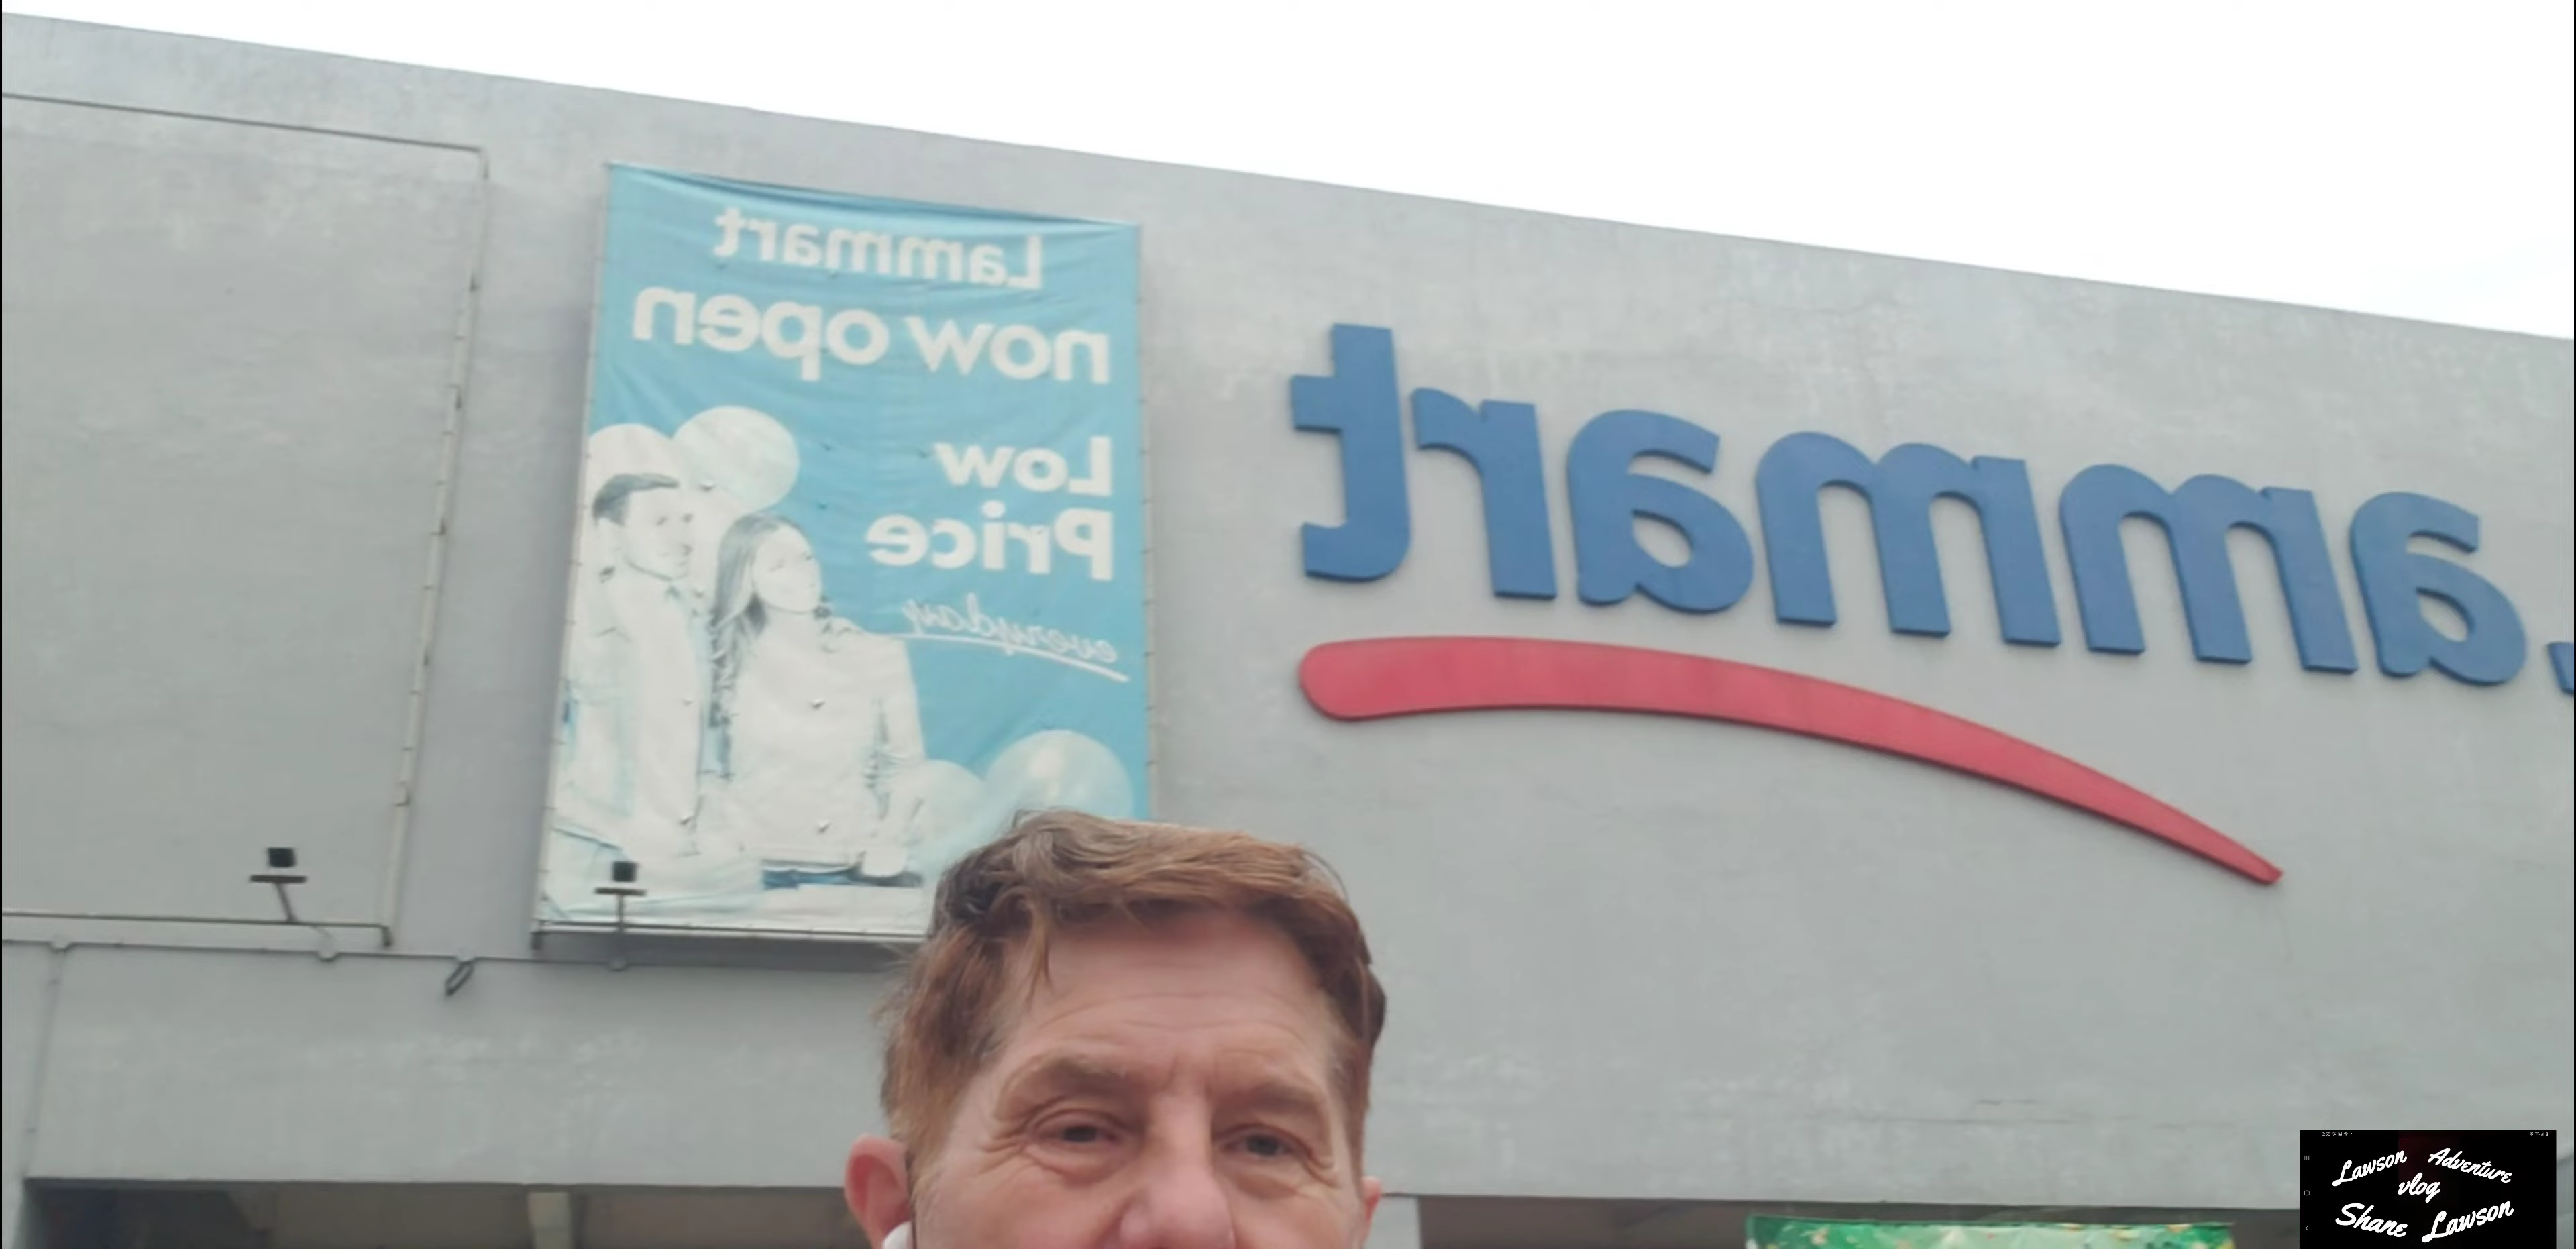 Lammart
now open
Low
Price
everyday
ammart
Lawson Adventure
vlog
Shane Lawson